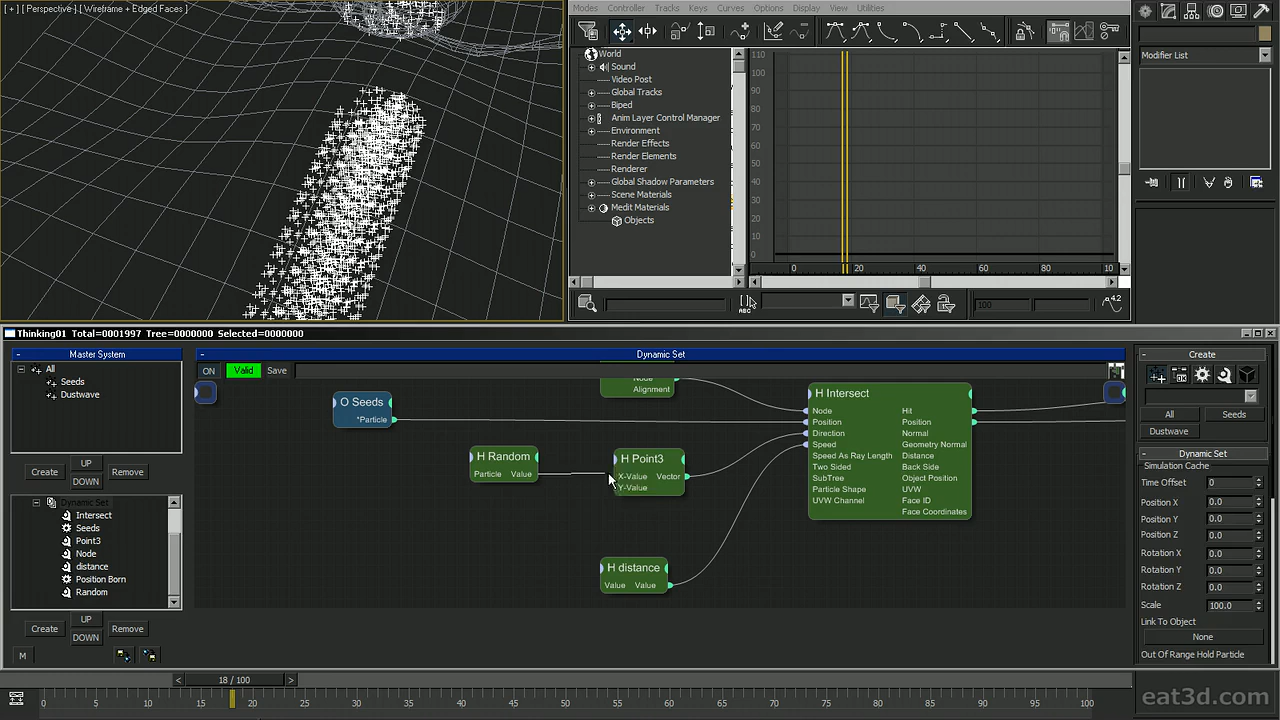 [ + ] [ Perspective ] [ Wireframe + Edged Faces ]
Modes Controller Tracks Keys Curves Options Display View Utilities
World
Sound
Video Post
Global Tracks
Biped
Anim Layer Control Manager
Environment
Render Effects
Render Elements
Renderer
Global Shadow Parameters
Scene Materials
Medit Materials
Objects
110
100
90
80
70
60
50
40
30
20
10
0
0 20 40 60 80 10
ABC
100
4.2
Modifier List
Thinking01 Total=0001997 Tree=0000000 Selected=0000000
Master System
All
Seeds
Dustwave
Create UP DOWN Remove
Dynamic Set
Intersect
Seeds
Point3
Node
distance
Position Born
Random
Create UP DOWN Remove
M
Dynamic Set
ON Valid Save
O Seeds
*Particle
Node
Alignment
H Random
Particle Value
H Point3
X-Value Vector
Y-Value
H distance
Value Value
H Intersect
Node Hit
Position Position
Direction Normal
Speed Geometry Normal
Speed As Ray Length Distance
Two Sided Back Side
SubTree Object Position
Particle Shape UVW
UVW Channel Face ID
Face Coordinates
Create
All Seeds
Dustwave
Dynamic Set
Simulation Cache
Time Offset 0
Position X 0.0
Position Y 0.0
Position Z 0.0
Rotation X 0.0
Rotation Y 0.0
Rotation Z 0.0
Scale 100.0
Link To Object
None
Out Of Range Hold Particle
< 18 / 100 >
0 5 10 15 20 25 30 35 40 45 50 55 60 65 70 75 80 85 90 95 100
eat3d.com